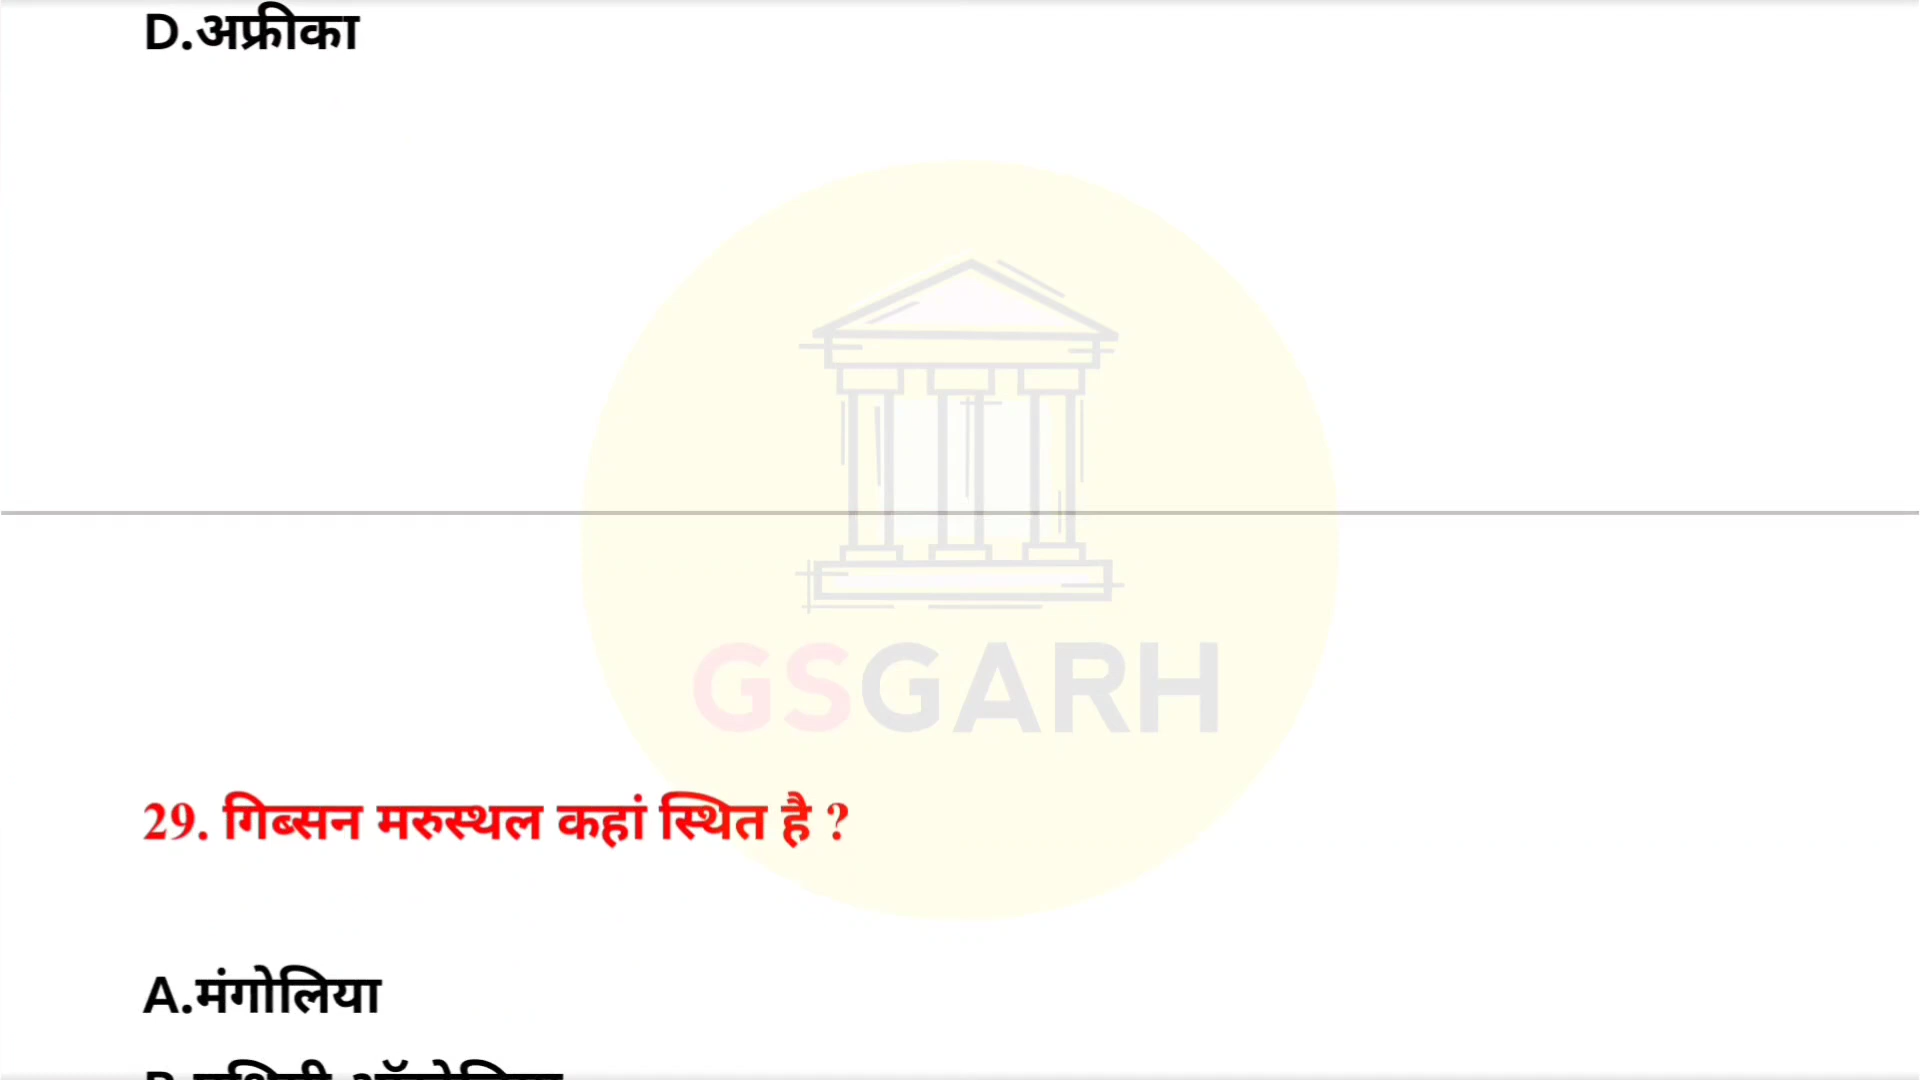 D.अफ्रीका
GSGARH
29. गिब्सन मरुस्थल कहां स्थित है ?
A.मंगोलिया